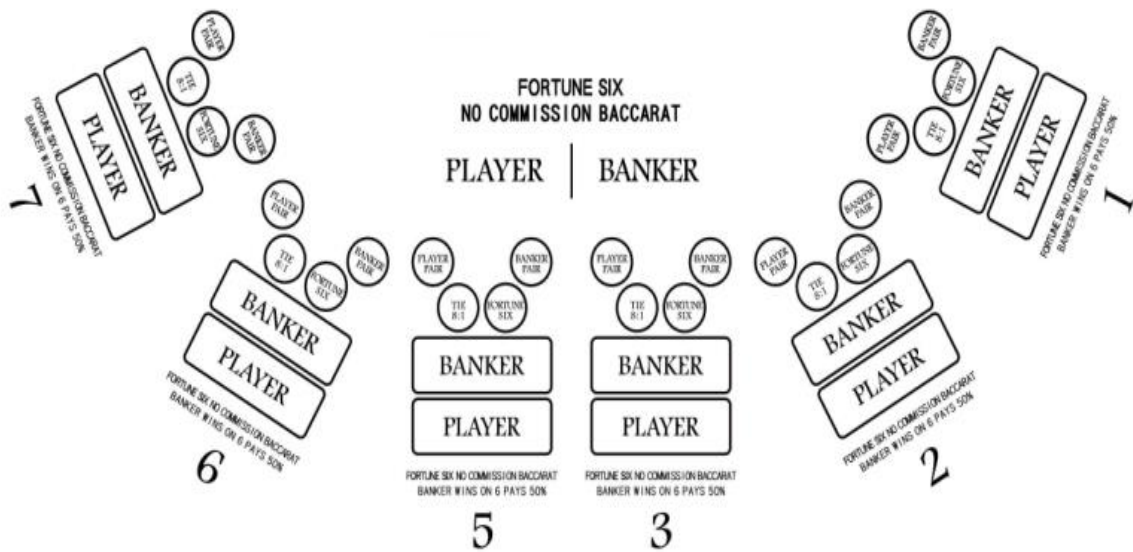 FORTUNE SIX
NO COMMISSION BACCARAT
PLAYER | BANKER
PLAYER
PAIR
TIE
8:1
FORTUNE
SIX
BANKER
PAIR
BANKER
PLAYER
FORTUNE SIX NO COMMISSION BACCARAT
BANKER WINS ON 6 PAYS 50%
7
PLAYER
PAIR
TIE
8:1
FORTUNE
SIX
BANKER
PAIR
BANKER
PLAYER
FORTUNE SIX NO COMMISSION BACCARAT
BANKER WINS ON 6 PAYS 50%
6
PLAYER
PAIR
BANKER
PAIR
TIE
8:1
FORTUNE
SIX
BANKER
PLAYER
FORTUNE SIX NO COMMISSION BACCARAT
BANKER WINS ON 6 PAYS 50%
5
PLAYER
PAIR
BANKER
PAIR
TIE
8:1
FORTUNE
SIX
BANKER
PLAYER
FORTUNE SIX NO COMMISSION BACCARAT
BANKER WINS ON 6 PAYS 50%
3
PLAYER
PAIR
TIE
8:1
FORTUNE
SIX
BANKER
PAIR
BANKER
PLAYER
FORTUNE SIX NO COMMISSION BACCARAT
BANKER WINS ON 6 PAYS 50%
2
PLAYER
PAIR
TIE
8:1
FORTUNE
SIX
BANKER
PAIR
BANKER
PLAYER
FORTUNE SIX NO COMMISSION BACCARAT
BANKER WINS ON 6 PAYS 50%
1